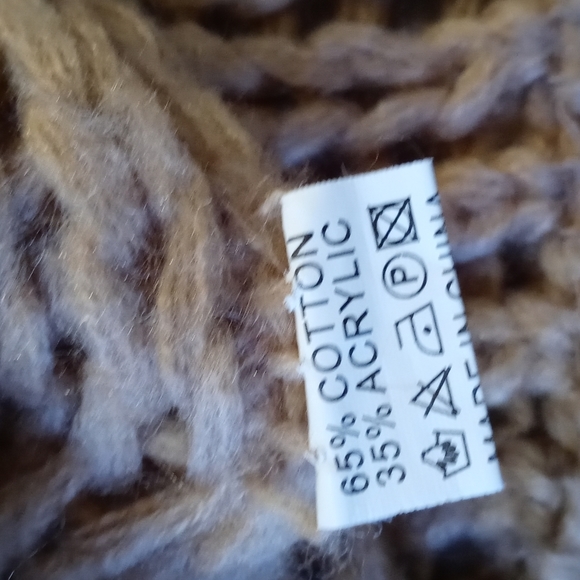 65% COTTON
35% ACRYLIC
P
MADE IN CHINA